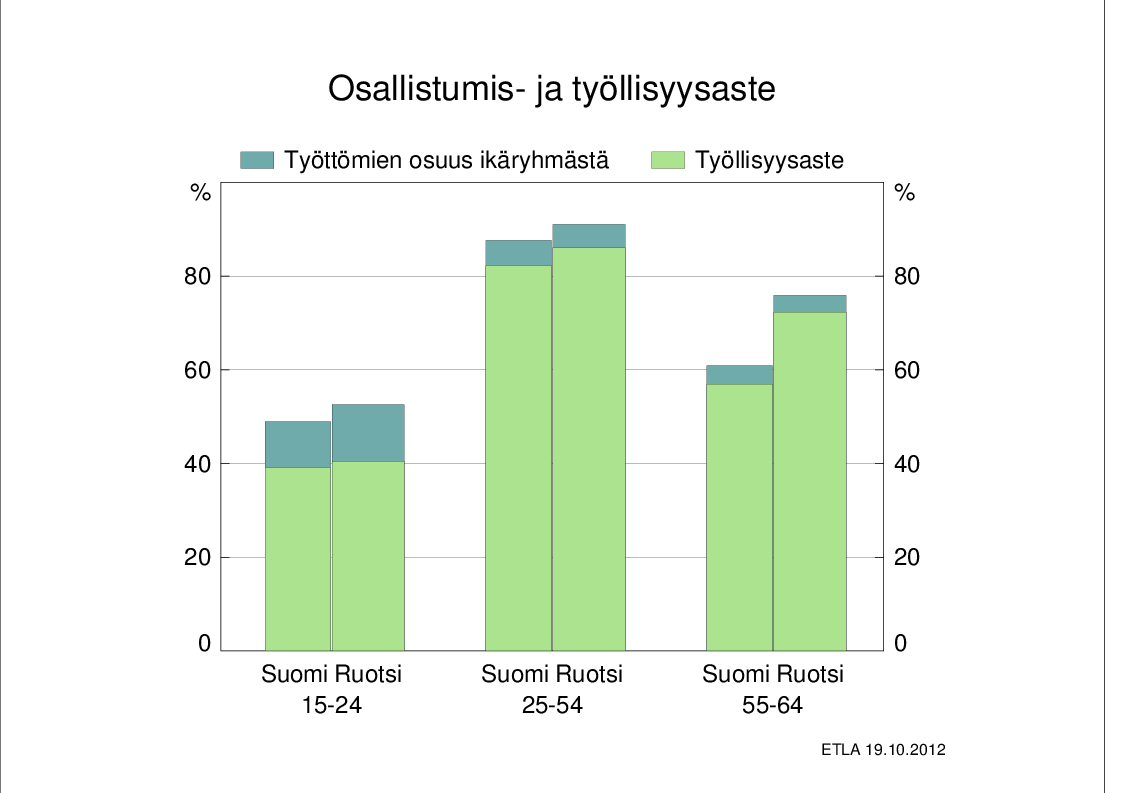 Osallistumis- ja työllisyysaste
Työttömien osuus ikäryhmästä Työllisyysaste
% %
80 80
60 60
40 40
20 20
0 0
Suomi Ruotsi Suomi Ruotsi Suomi Ruotsi
15-24 25-54 55-64
ETLA 19.10.2012